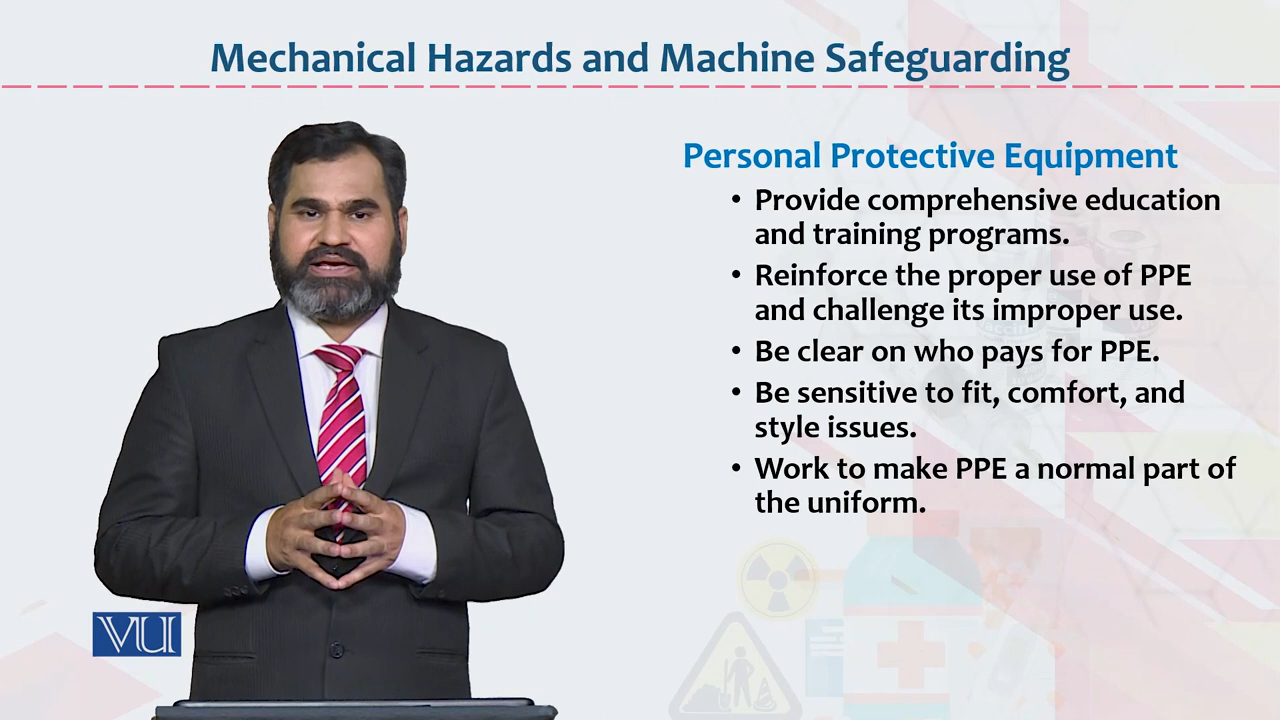 Mechanical Hazards and Machine Safeguarding
Personal Protective Equipment
• Provide comprehensive education
and training programs.
• Reinforce the proper use of PPE
and challenge its improper use.
• Be clear on who pays for PPE.
• Be sensitive to fit, comfort, and
style issues.
• Work to make PPE a normal part of
the uniform.
VU